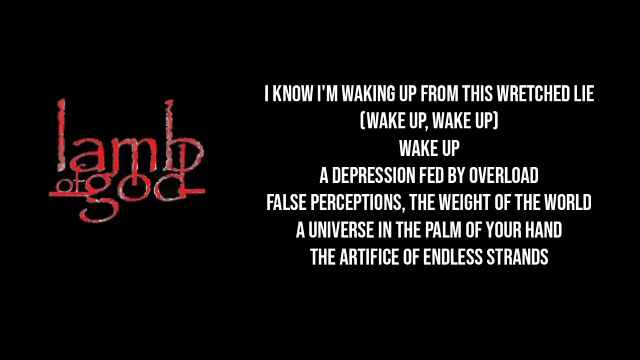 lamb
of
god
I KNOW I'M WAKING UP FROM THIS WRETCHED LIE
(WAKE UP, WAKE UP)
WAKE UP
A DEPRESSION FED BY OVERLOAD
FALSE PERCEPTIONS, THE WEIGHT OF THE WORLD
A UNIVERSE IN THE PALM OF YOUR HAND
THE ARTIFICE OF ENDLESS STRANDS